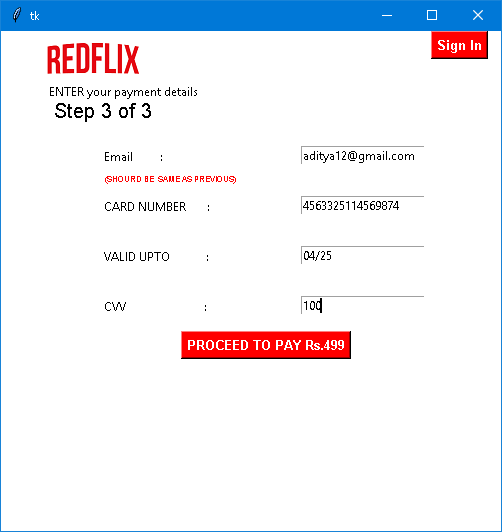 tk
Sign In
REDFLIX
ENTER your payment details
Step 3 of 3
Email : aditya12@gmail.com
(SHOURD BE SAME AS PREVIOUS)
CARD NUMBER : 4563325114569874
VALID UPTO : 04/25
CVV : 100
PROCEED TO PAY Rs.499